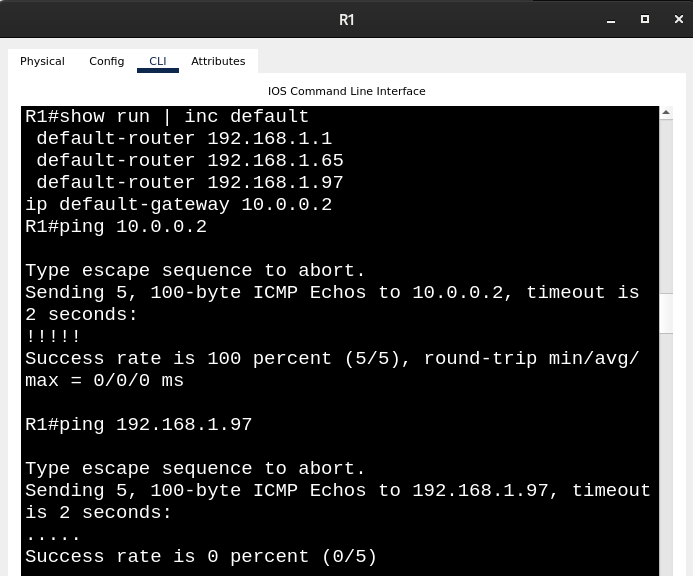 R1
Physical Config CLI Attributes
IOS Command Line Interface
R1#show run | inc default
 default-router 192.168.1.1
 default-router 192.168.1.65
 default-router 192.168.1.97
ip default-gateway 10.0.0.2
R1#ping 10.0.0.2
Type escape sequence to abort.
Sending 5, 100-byte ICMP Echos to 10.0.0.2, timeout is
2 seconds:
!!!!!
Success rate is 100 percent (5/5), round-trip min/avg/
max = 0/0/0 ms
R1#ping 192.168.1.97
Type escape sequence to abort.
Sending 5, 100-byte ICMP Echos to 192.168.1.97, timeout
is 2 seconds:
.....
Success rate is 0 percent (0/5)